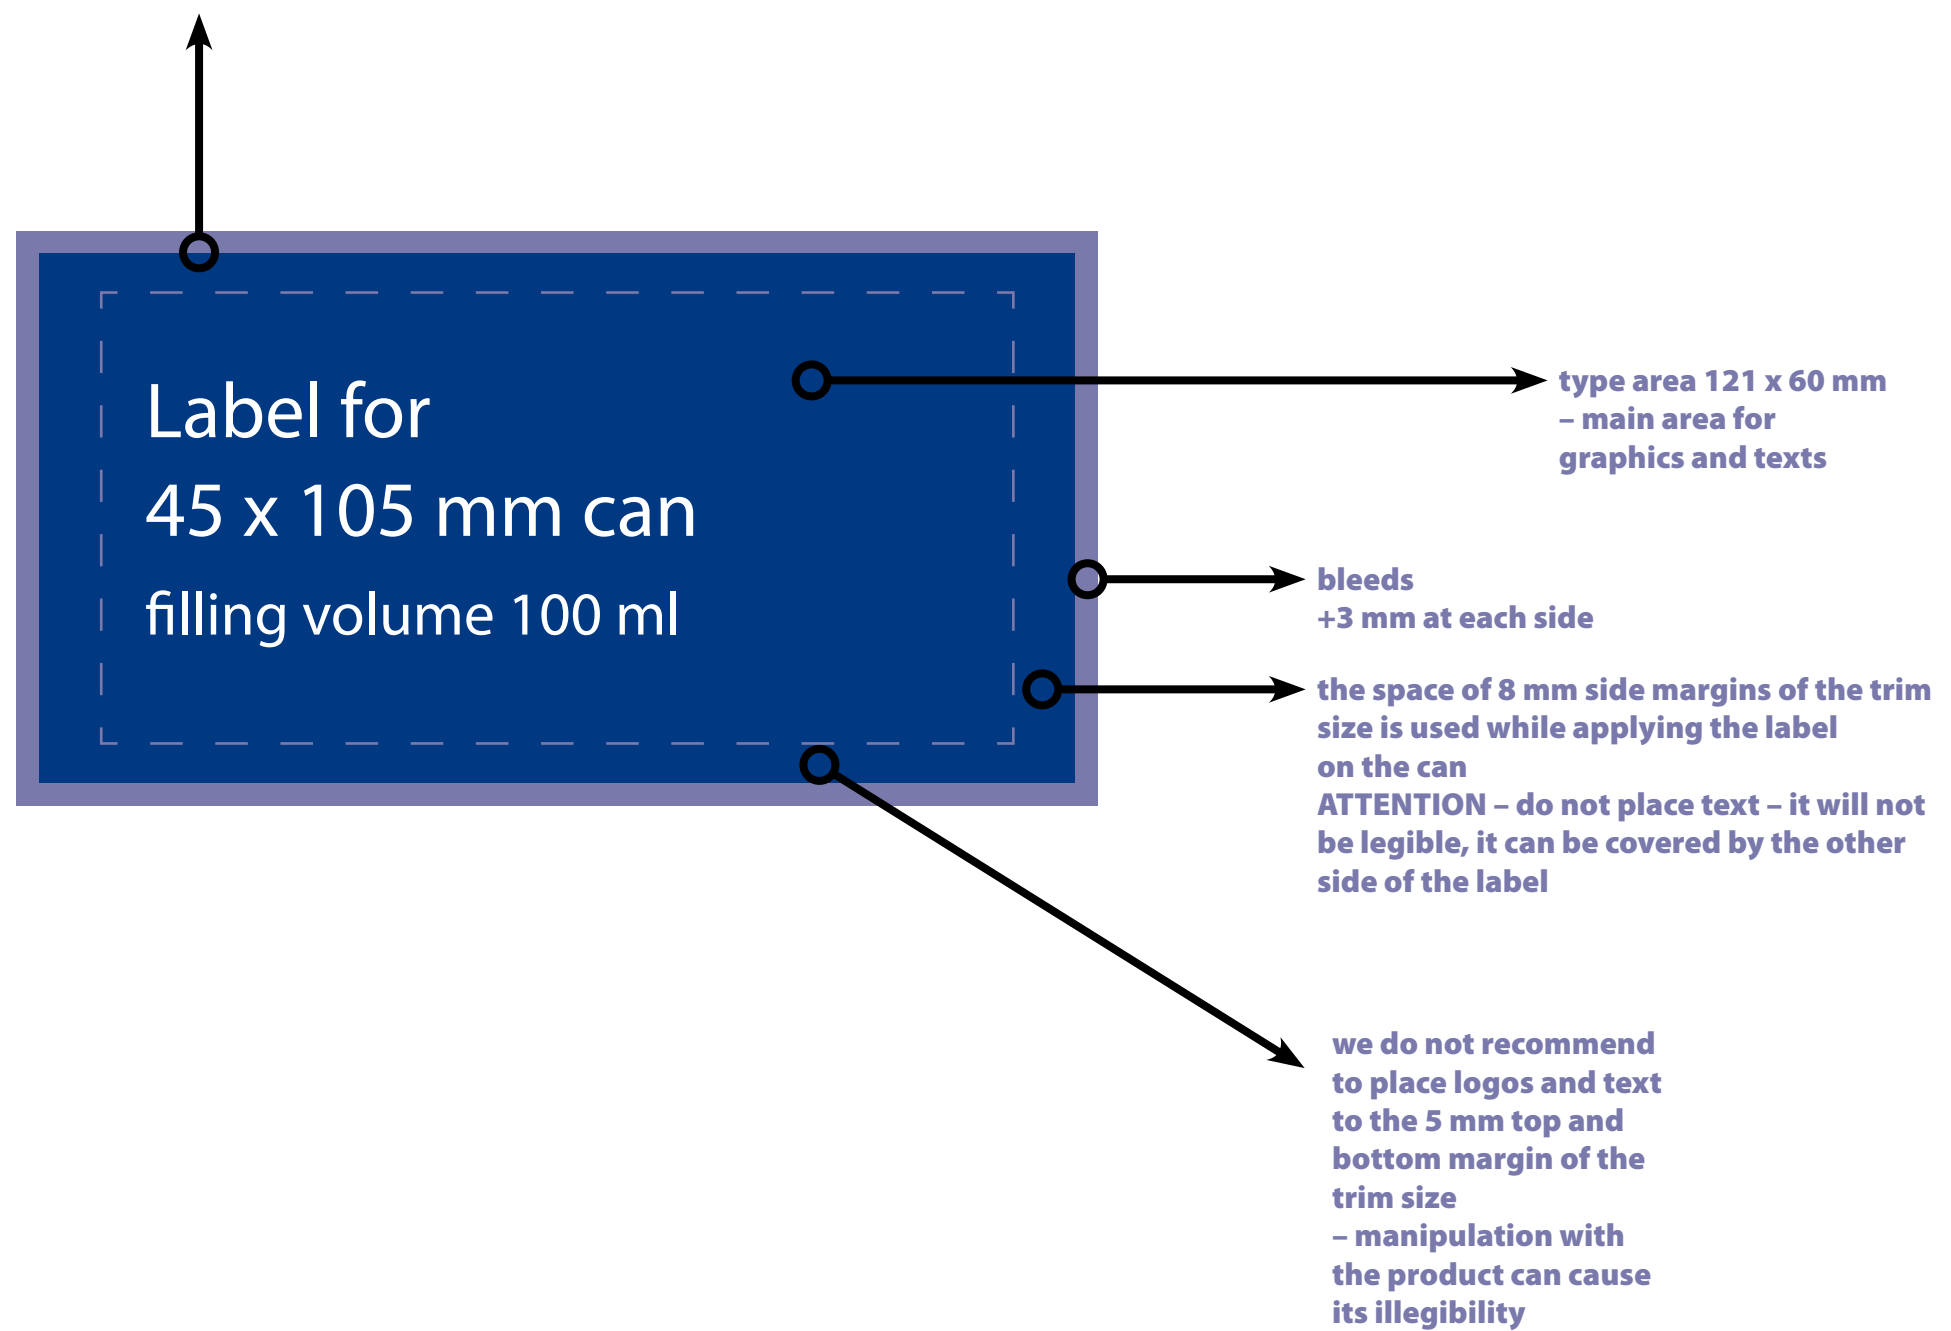 Label for
45 x 105 mm can
filling volume 100 ml
type area 121 x 60 mm
– main area for
graphics and texts
bleeds
+3 mm at each side
the space of 8 mm side margins of the trim
size is used while applying the label
on the can
ATTENTION – do not place text – it will not
be legible, it can be covered by the other
side of the label
we do not recommend
to place logos and text
to the 5 mm top and
bottom margin of the
trim size
– manipulation with
the product can cause
its illegibility